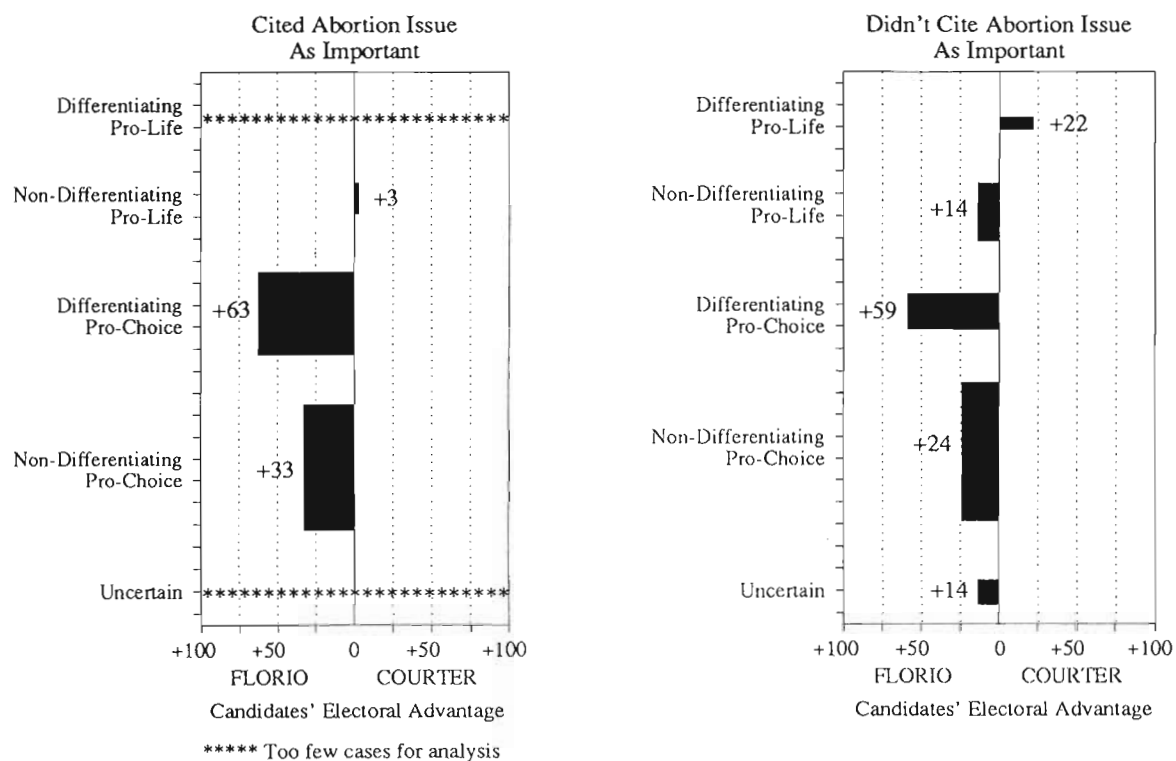 Cited Abortion Issue
As Important
Differentiating
Pro-Life
********************************
Non-Differentiating
Pro-Life
+3
Differentiating
Pro-Choice
+63
Non-Differentiating
Pro-Choice
+33
Uncertain
********************************
+100 +50 0 +50 +100
FLORIO COURTER
Candidates' Electoral Advantage
***** Too few cases for analysis
Didn't Cite Abortion Issue
As Important
Differentiating
Pro-Life
+22
Non-Differentiating
Pro-Life
+14
Differentiating
Pro-Choice
+59
Non-Differentiating
Pro-Choice
+24
Uncertain
+14
+100 +50 0 +50 +100
FLORIO COURTER
Candidates' Electoral Advantage